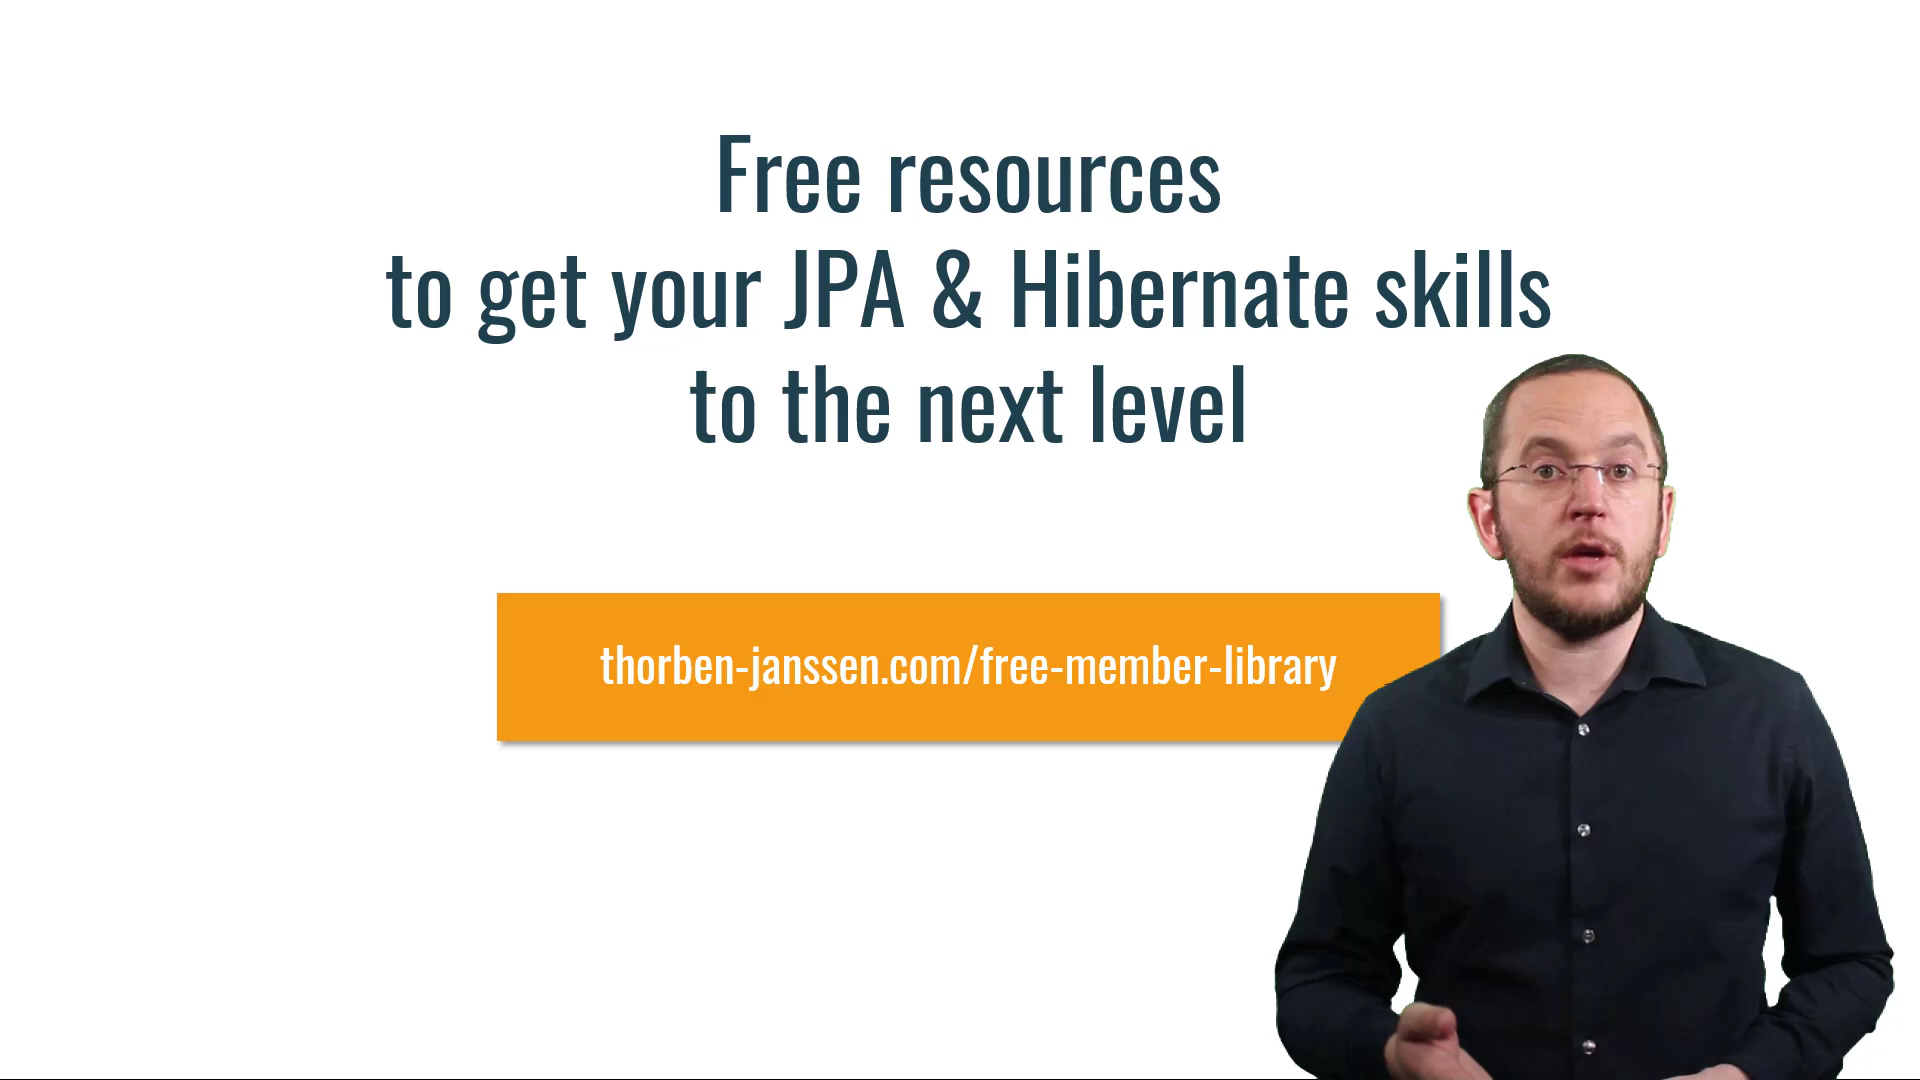 Free resources
to get your JPA & Hibernate skills
to the next level
thorben-janssen.com/free-member-library